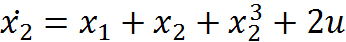 ẋ₂ = x₁ + x₂ + x₂³ + 2u